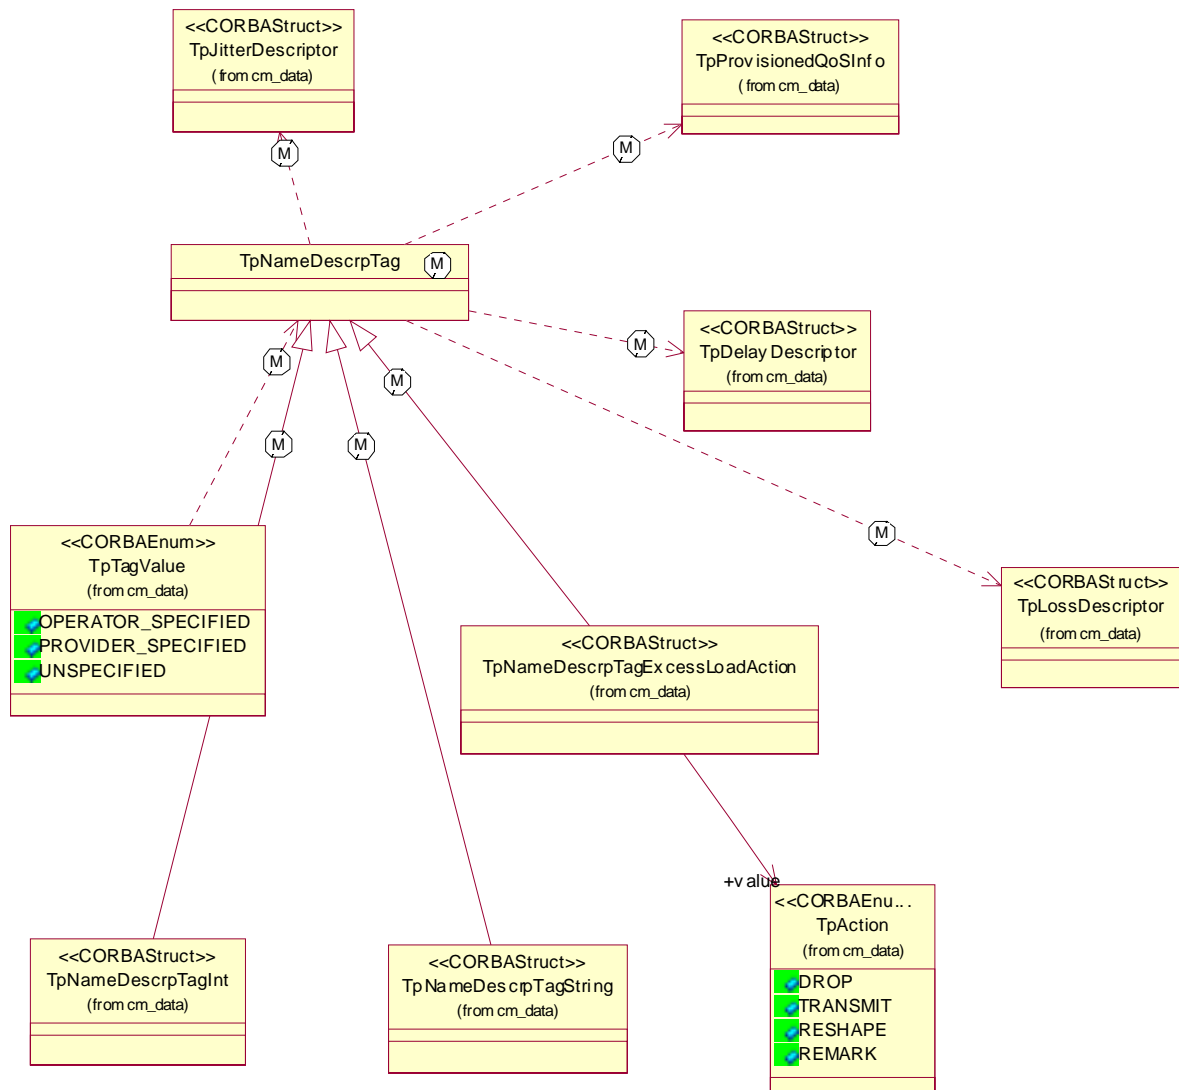 <<CORBAStruct>>
TpJitterDescriptor
(from cm_data)
<<CORBAStruct>>
TpProvisionedQoSInfo
(from cm_data)
M
M
TpNameDescrpTag
M
<<CORBAStruct>>
TpDelayDescriptor
(from cm_data)
M
M
M
M
M
M
<<CORBAEnum>>
TpTagValue
(from cm_data)
OPERATOR_SPECIFIED
PROVIDER_SPECIFIED
UNSPECIFIED
<<CORBAStruct>>
TpLossDescriptor
(from cm_data)
<<CORBAStruct>>
TpNameDescrpTagExcessLoadAction
(from cm_data)
+value
<<CORBAEnu...
TpAction
(from cm_data)
DROP
TRANSMIT
RESHAPE
REMARK
<<CORBAStruct>>
TpNameDescrpTagInt
(from cm_data)
<<CORBAStruct>>
TpNameDescrpTagString
(from cm_data)